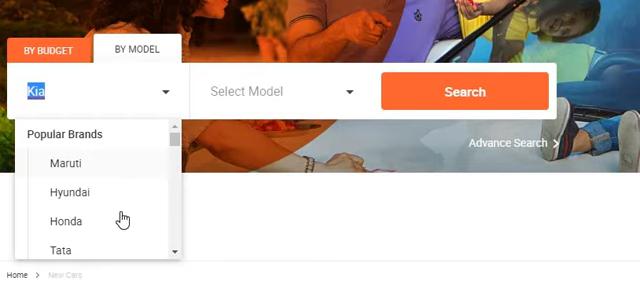 BY BUDGET
BY MODEL
Kia
Select Model
Search
Popular Brands
Maruti
Hyundai
Honda
Tata
Advance Search
Home > New Cars